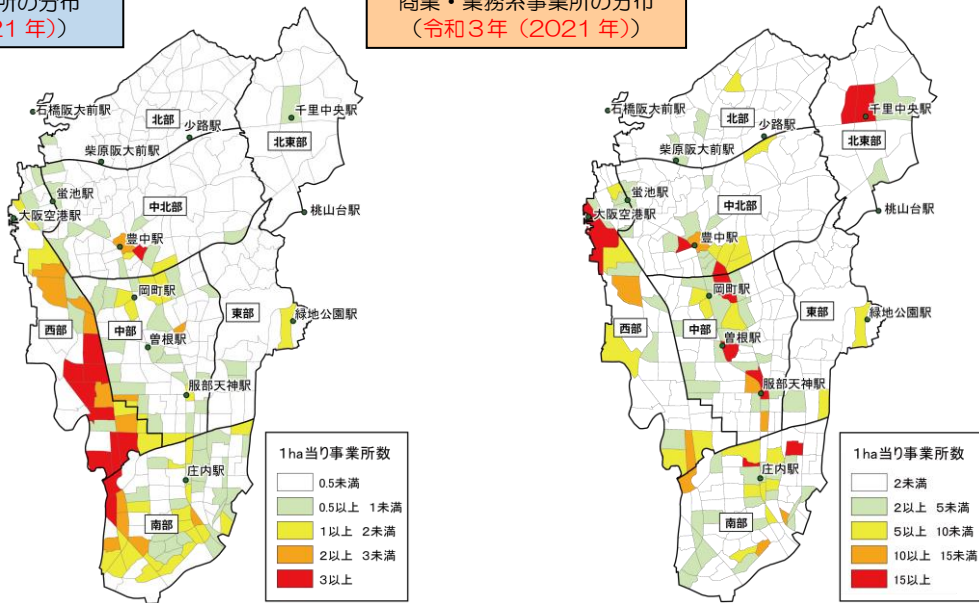 所の分布
21 年))
商業・業務系事業所の分布
(令和3年(2021 年))
石橋阪大前駅
北部
少路駅
千里中央駅
北東部
柴原阪大前駅
蛍池駅
中北部
大阪空港駅
桃山台駅
豊中駅
岡町駅
東部
緑地公園駅
西部
中部
曽根駅
服部天神駅
庄内駅
南部
1ha当り事業所数
0.5未満
0.5以上 1未満
1以上 2未満
2以上 3未満
3以上
石橋阪大前駅
北部
少路駅
千里中央駅
北東部
柴原阪大前駅
蛍池駅
中北部
大阪空港駅
桃山台駅
豊中駅
岡町駅
東部
緑地公園駅
西部
中部
曽根駅
服部天神駅
庄内駅
南部
1ha当り事業所数
2未満
2以上 5未満
5以上 10未満
10以上 15未満
15以上